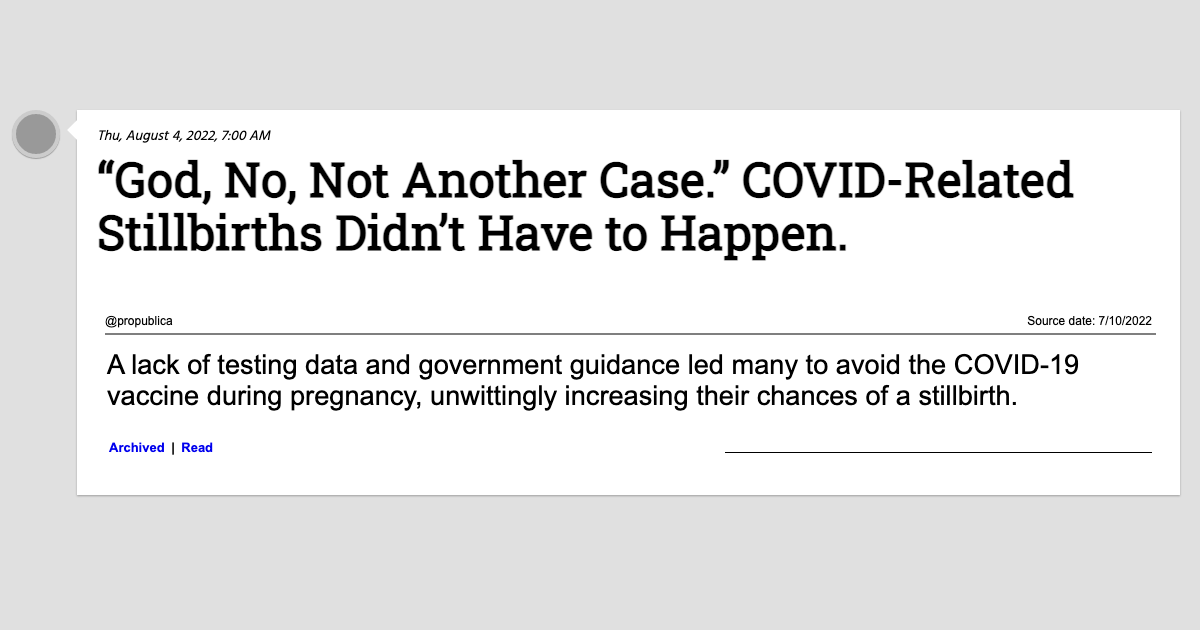 Thu, August 4, 2022, 7:00 AM
“God, No, Not Another Case.” COVID-Related
Stillbirths Didn’t Have to Happen.
@propublica
Source date: 7/10/2022
A lack of testing data and government guidance led many to avoid the COVID-19
vaccine during pregnancy, unwittingly increasing their chances of a stillbirth.
Archived | Read